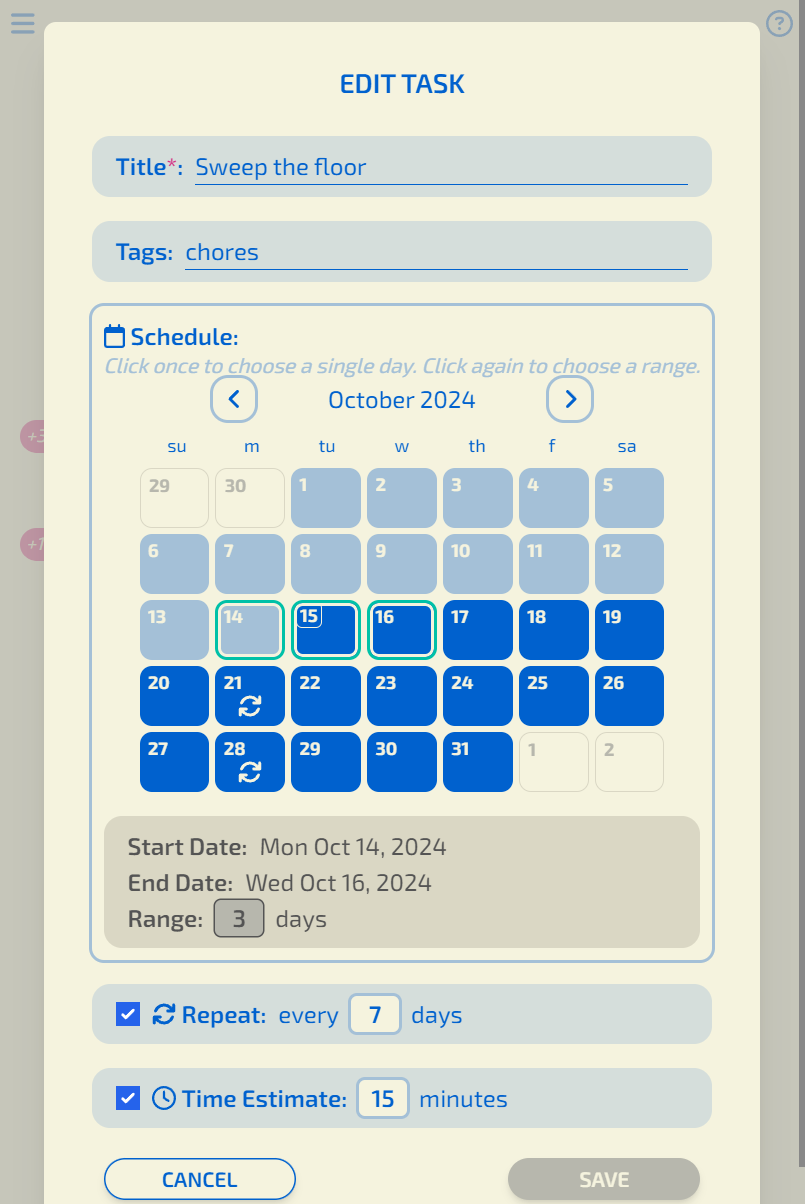 EDIT TASK
Title*: Sweep the floor
Tags: chores
Schedule:
Click once to choose a single day. Click again to choose a range.
October 2024
su m tu w th f sa
29 30 1 2 3 4 5
6 7 8 9 10 11 12
13 14 15 16 17 18 19
20 21 22 23 24 25 26
27 28 29 30 31 1 2
Start Date: Mon Oct 14, 2024
End Date: Wed Oct 16, 2024
Range: 3 days
Repeat: every 7 days
Time Estimate: 15 minutes
CANCEL SAVE